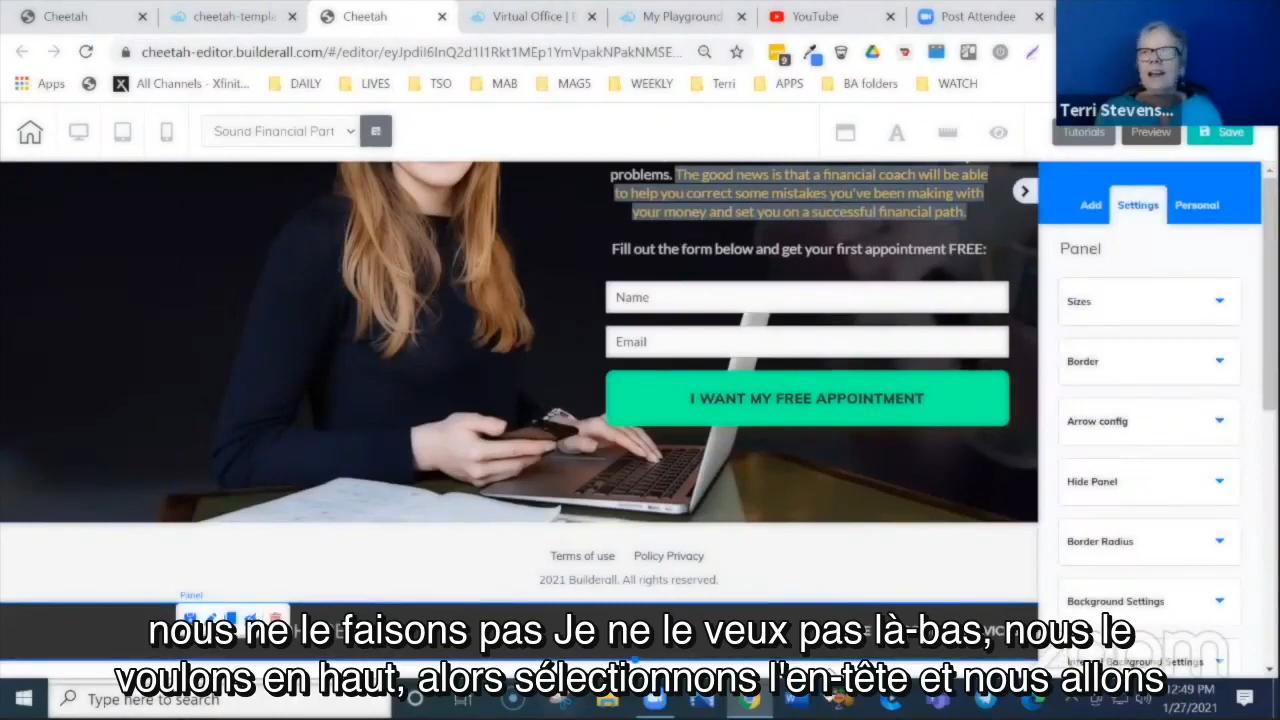 Cheetah
cheetah-templa
Cheetah
Virtual Office | E
My Playground
YouTube
Post Attendee
cheetah-editor.builderall.com/#/editor/eyJpdiI6InQ2d1l1Rkt1MEp1YmVpakNPakNMSE...
9
Apps
All Channels - Xfinit...
DAILY
LIVES
TSO
MAB
MAG5
WEEKLY
Terri
APPS
BA folders
WATCH
Terri Stevens...
Sound Financial Part
Tutorials
Preview
Save
problems. The good news is that a financial coach will be able
to help you correct some mistakes you've been making with
your money and set you on a successful financial path.
Fill out the form below and get your first appointment FREE:
Name
Email
I WANT MY FREE APPOINTMENT
Add
Settings
Personal
Panel
Sizes
Border
Arrow config
Hide Panel
Border Radius
Background Settings
Terms of use
Policy Privacy
2021 Builderall. All rights reserved.
Panel
nous ne le faisons pas Je ne le veux pas là-bas, nous le
voulons en haut, alors sélectionnons l'en-tête et nous allons
Background Settings
zoom
Type here to search
12:49 PM
1/27/2021